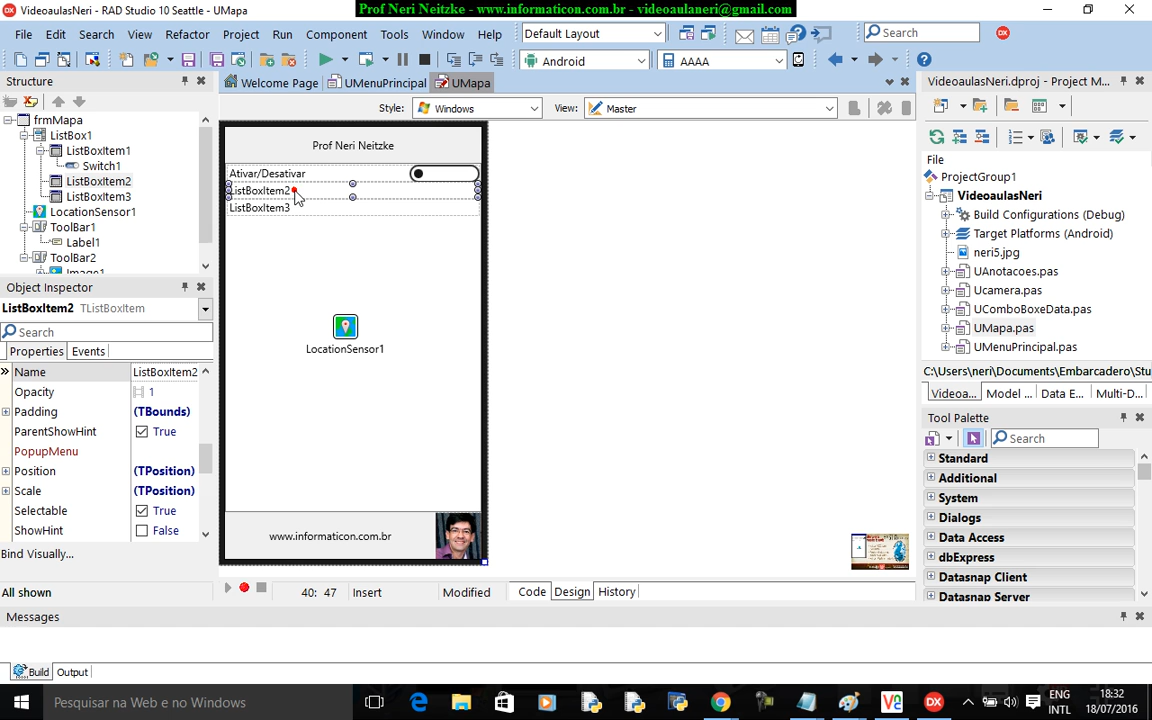 VideoaulasNeri - RAD Studio 10 Seattle - UMapa
Prof Neri Neitzke - www.informaticon.com.br - videoaulaneri@gmail.com
File Edit Search View Refactor Project Run Component Tools Window Help
Default Layout
Search
Android
AAAA
Structure
Welcome Page UMenuPrincipal UMapa
VideoaulasNeri.dproj - Project M...
Style: Windows View: Master
frmMapa
ListBox1
ListBoxItem1
Switch1
ListBoxItem2
ListBoxItem3
LocationSensor1
ToolBar1
Label1
ToolBar2
Image1
Object Inspector
ListBoxItem2 TListBoxItem
Search
Properties Events
Name ListBoxItem2
Opacity 1
Padding (TBounds)
ParentShowHint True
PopupMenu
Position (TPosition)
Scale (TPosition)
Selectable True
ShowHint False
Bind Visually...
All shown
Prof Neri Neitzke
Ativar/Desativar
ListBoxItem2
ListBoxItem3
LocationSensor1
www.informaticon.com.br
40: 47 Insert Modified Code Design History
File
ProjectGroup1
VideoaulasNeri
Build Configurations (Debug)
Target Platforms (Android)
neri5.jpg
UAnotacoes.pas
Ucamera.pas
UComboBoxeData.pas
UMapa.pas
UMenuPrincipal.pas
C:\Users\neri\Documents\Embarcadero\Stu
Videoa... Model ... Data E... Multi-D...
Tool Palette
Search
Standard
Additional
System
Dialogs
Data Access
dbExpress
Datasnap Client
Datasnap Server
Messages
Build Output
Pesquisar na Web e no Windows
ENG
INTL
18:32
18/07/2016